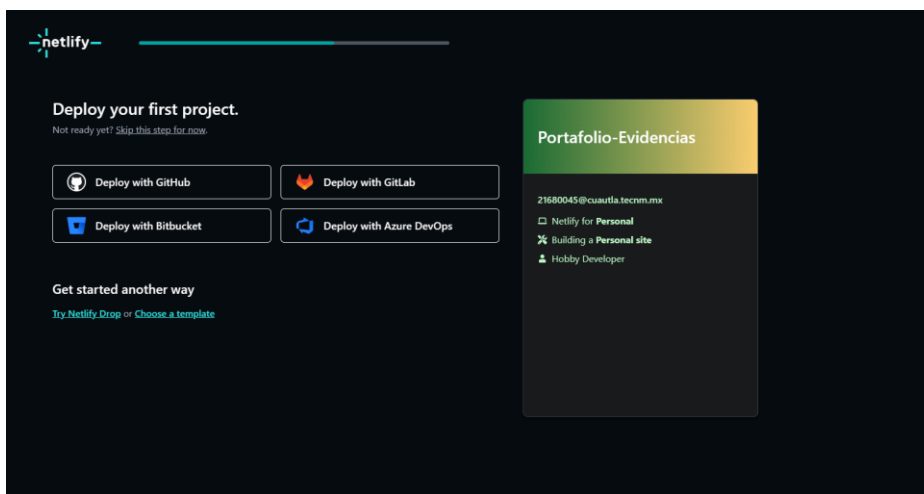 netlify
Deploy your first project.
Not ready yet? Skip this step for now.
Deploy with GitHub
Deploy with GitLab
Deploy with Bitbucket
Deploy with Azure DevOps
Get started another way
Try Netlify Drop or Choose a template
Portafolio-Evidencias
21680045@cuautla.tecnm.mx
Netlify for Personal
Building a Personal site
Hobby Developer